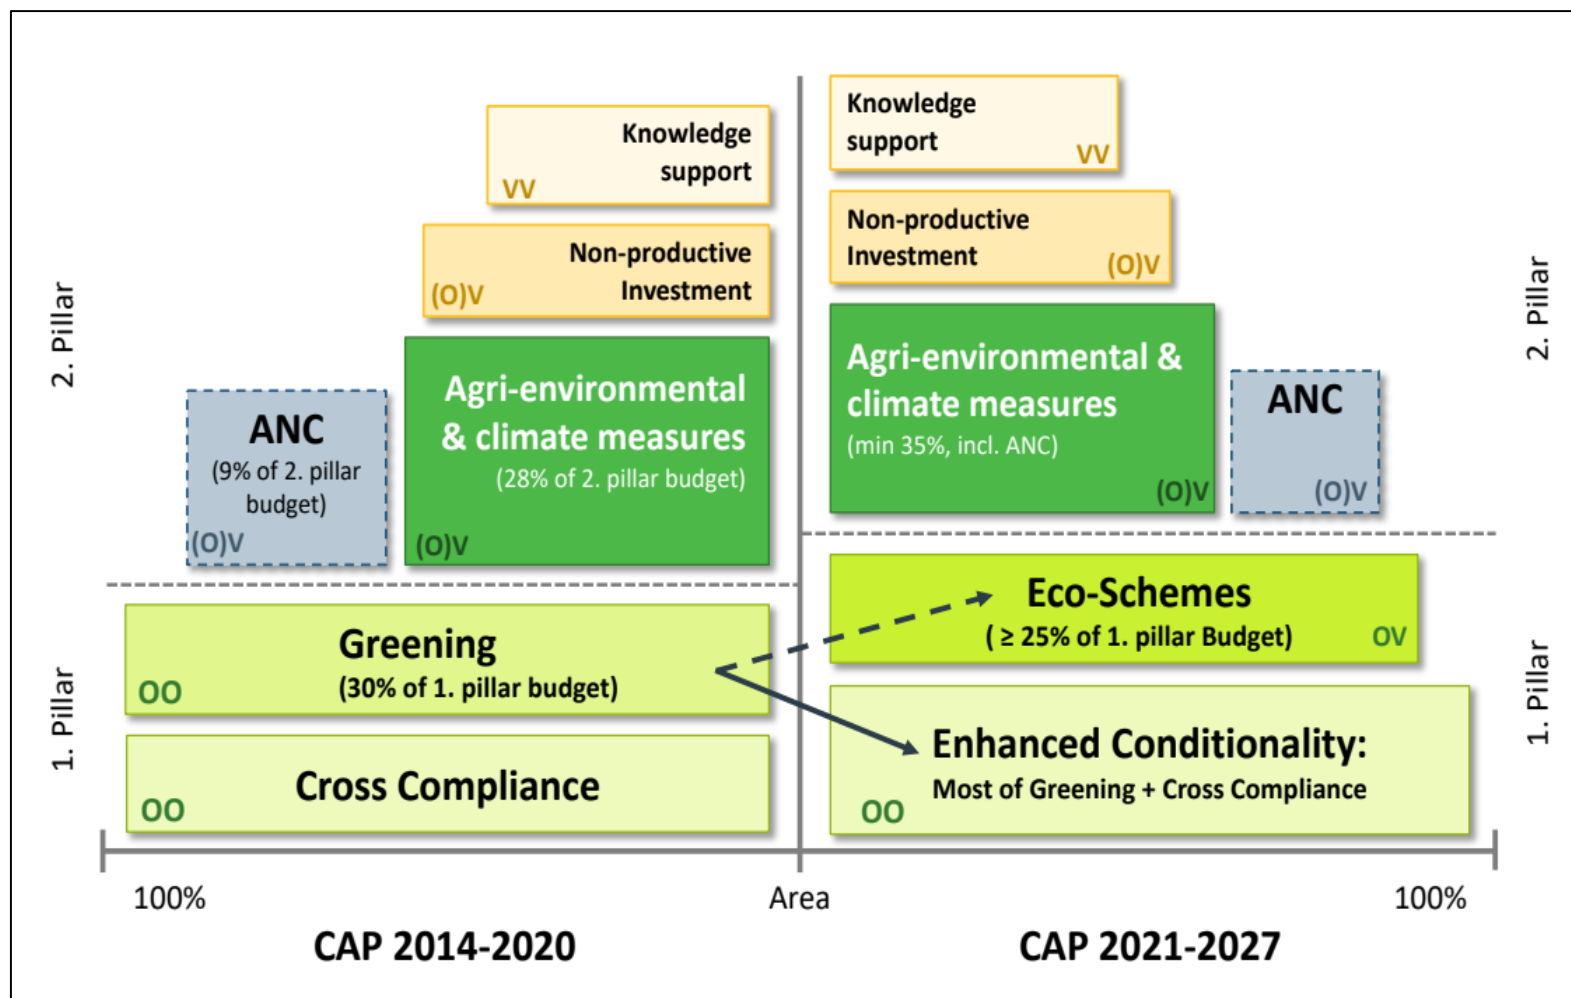 2. Pillar
Knowledge
support
VV
Non-productive
Investment
(O)V
ANC
(9% of 2. pillar
budget)
(O)V
Agri-environmental
& climate measures
(28% of 2. pillar budget)
(O)V
1. Pillar
Greening
(30% of 1. pillar budget)
OO
Cross Compliance
OO
Knowledge
support
VV
Non-productive
Investment
(O)V
Agri-environmental &
climate measures
(min 35%, incl. ANC)
(O)V
ANC
(O)V
2. Pillar
Eco-Schemes
( ≥ 25% of 1. pillar Budget)
OV
Enhanced Conditionality:
Most of Greening + Cross Compliance
OO
1. Pillar
100%
Area
100%
CAP 2014-2020
CAP 2021-2027